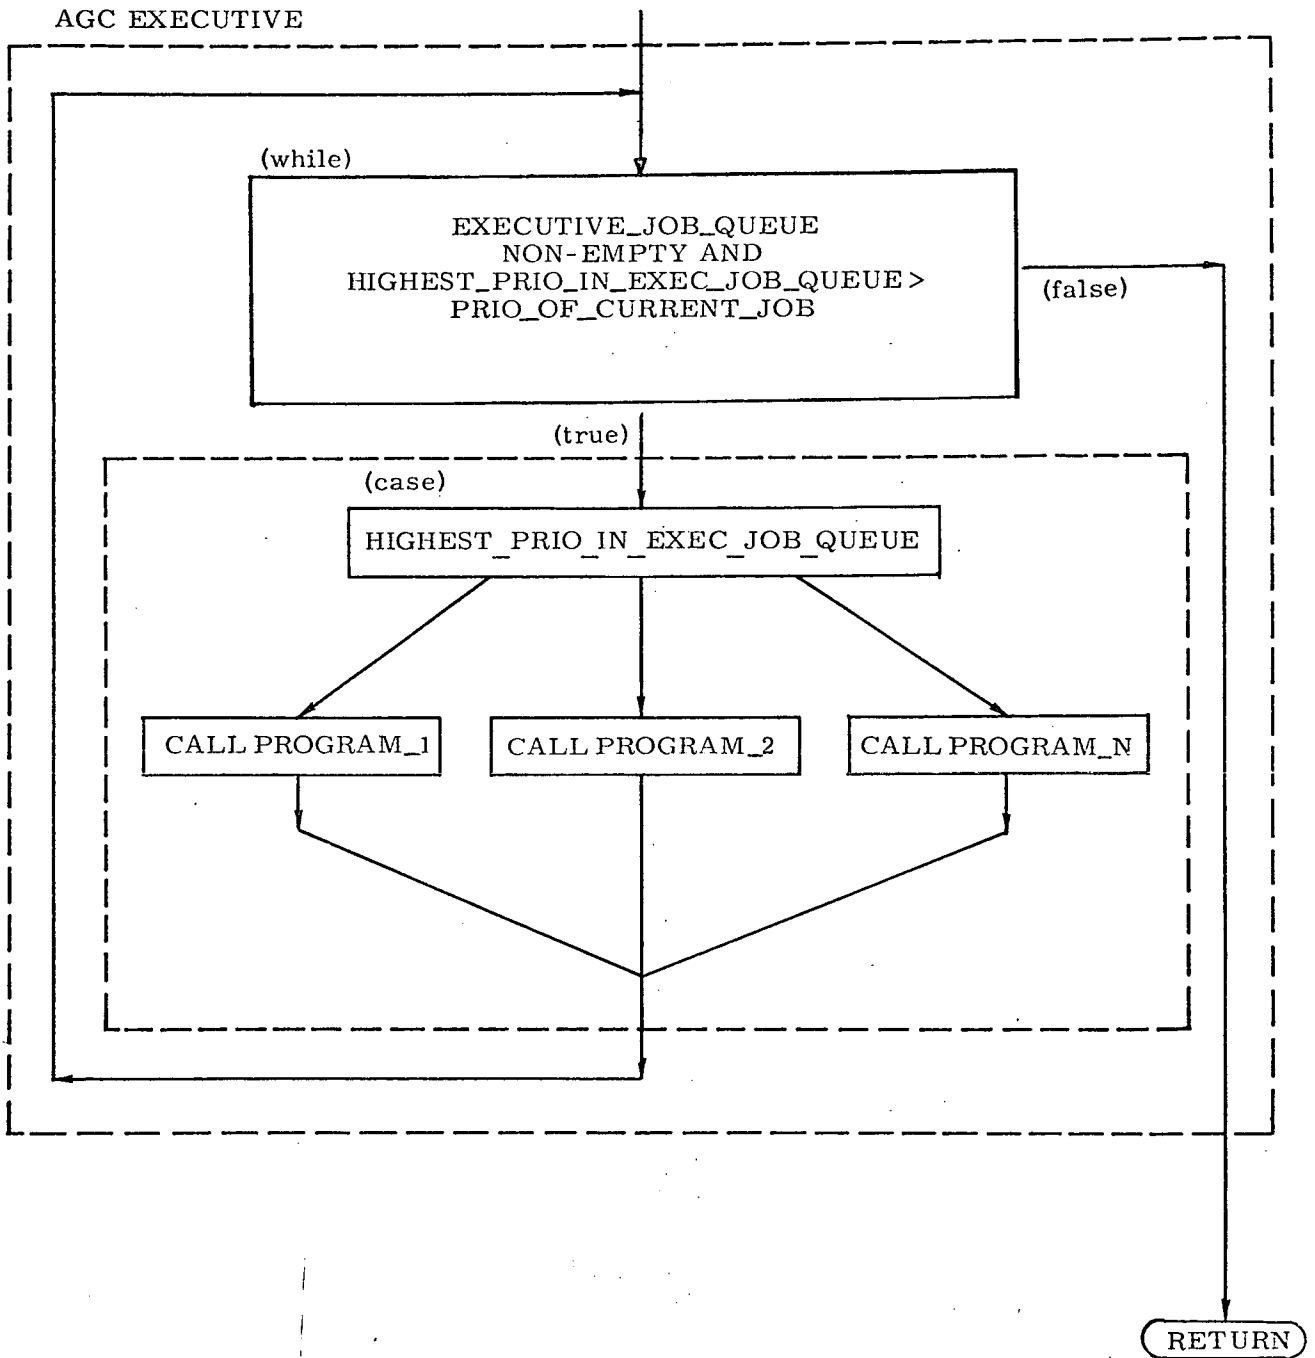 AGC EXECUTIVE
(while)
EXECUTIVE_JOB_QUEUE
NON-EMPTY AND
HIGHEST_PRIO_IN_EXEC_JOB_QUEUE >
PRIO_OF_CURRENT_JOB
(false)
(true)
(case)
HIGHEST_PRIO_IN_EXEC_JOB_QUEUE
CALL PROGRAM_1
CALL PROGRAM_2
CALL PROGRAM_N
RETURN